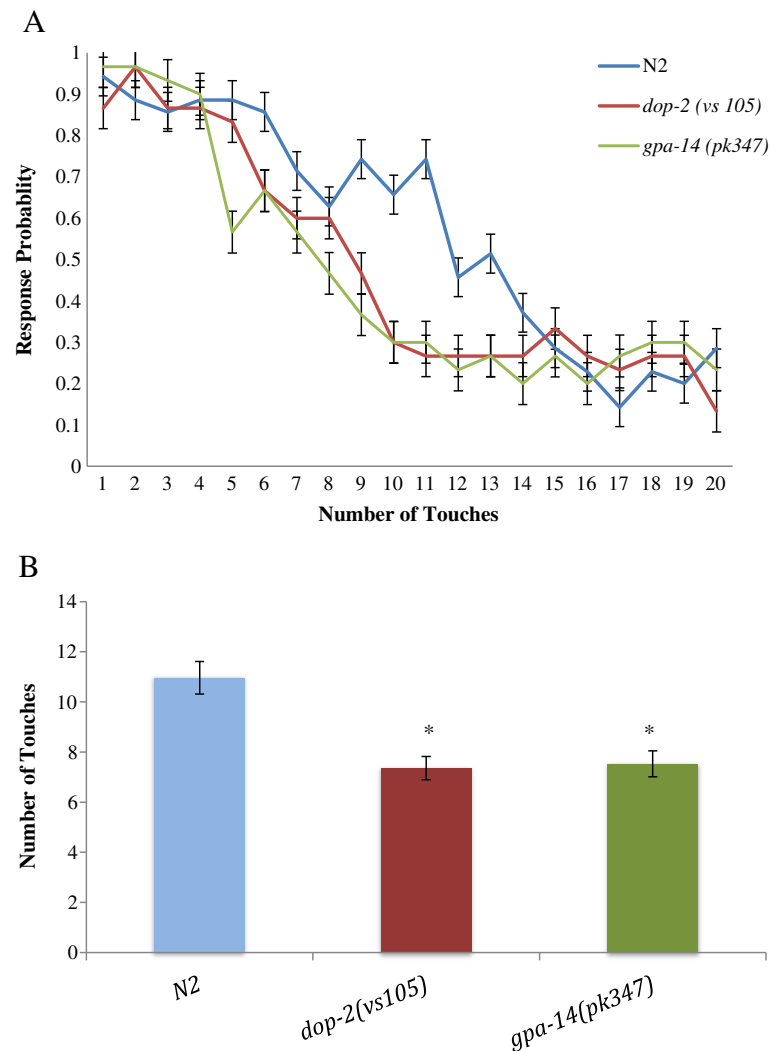 A
1
0.9
0.8
0.7
0.6
0.5
0.4
0.3
0.2
0.1
0
Response Probablity
1 2 3 4 5 6 7 8 9 10 11 12 13 14 15 16 17 18 19 20
Number of Touches
N2
dop-2 (vs 105)
gpa-14 (pk347)
B
14
12
10
8
6
4
2
0
Number of Touches
* *
N2
dop-2(vs105)
gpa-14(pk347)